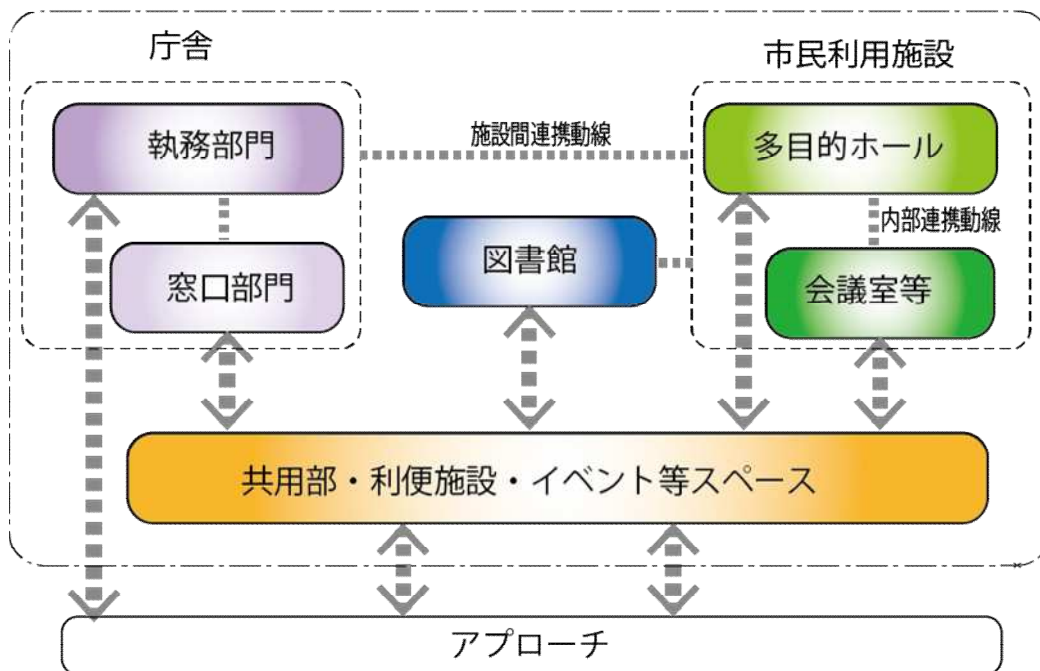 庁舎
市民利用施設
執務部門
施設間連携動線
多目的ホール
内部連携動線
窓口部門
図書館
会議室等
共用部・利便施設・イベント等スペース
アプローチ